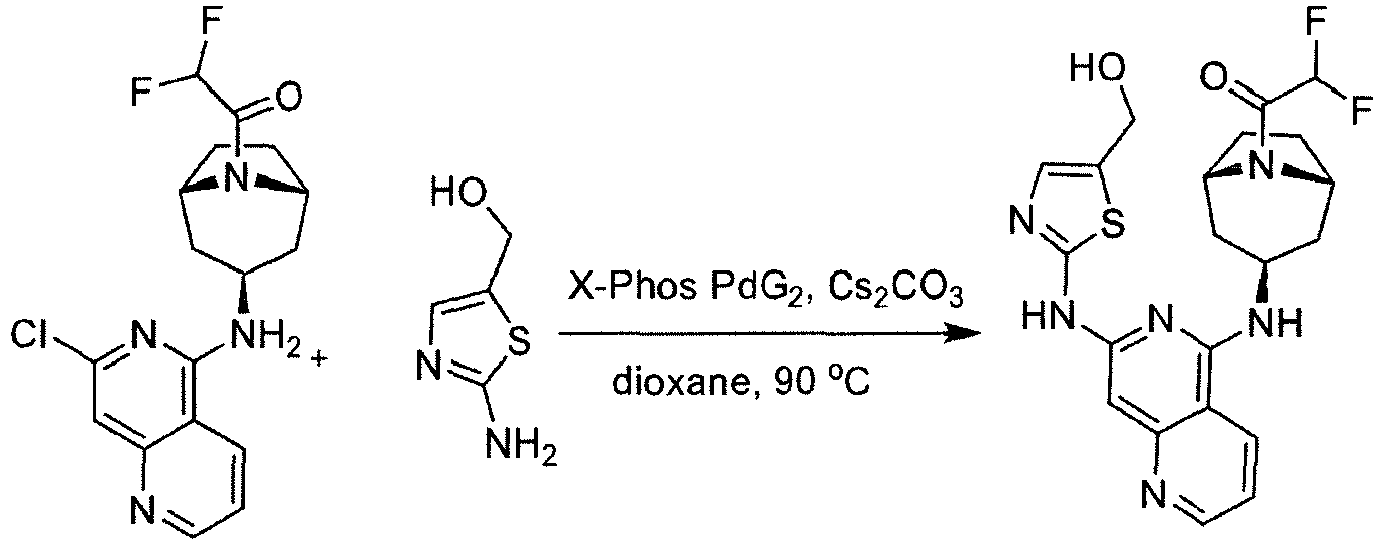 F
F
O
N
Cl
N
NH₂ +
N
HO
N
S
NH₂
X-Phos PdG₂, Cs₂CO₃
dioxane, 90 ºC
HO
O
F
F
N
N
S
HN
N
NH
N